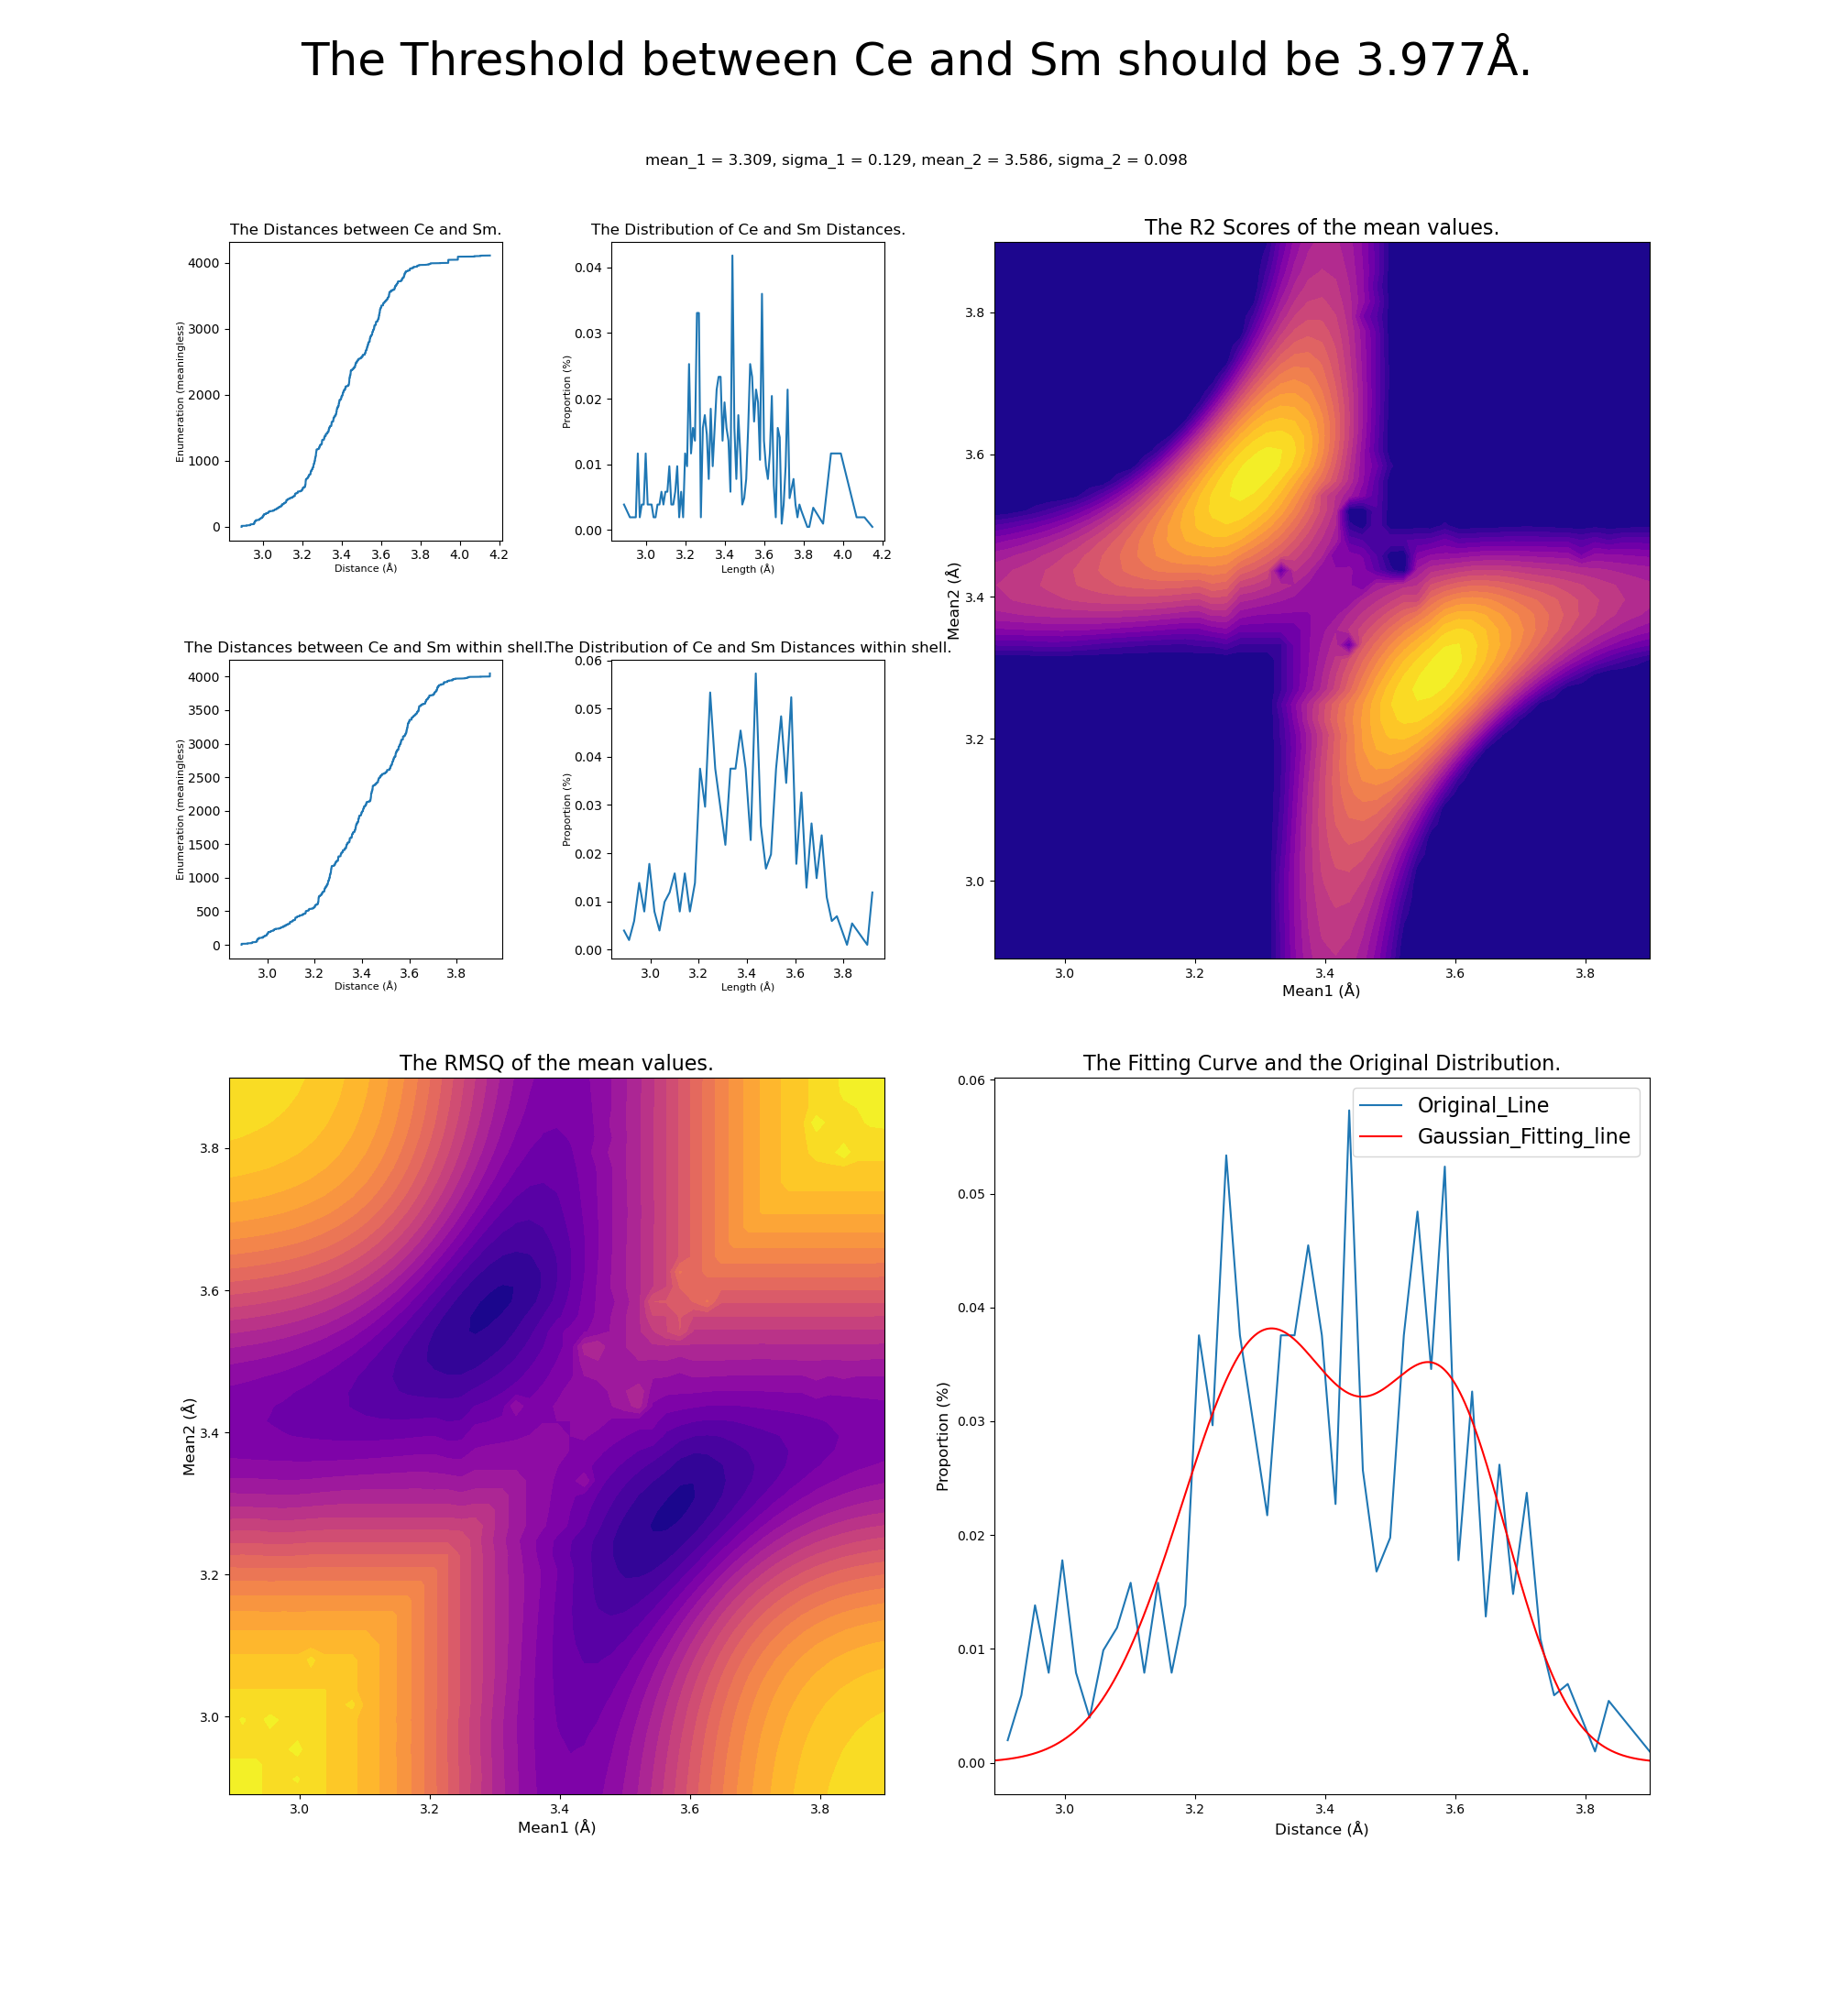 The Threshold between Ce and Sm should be 3.977Å.
mean_1 = 3.309, sigma_1 = 0.129, mean_2 = 3.586, sigma_2 = 0.098
The Distances between Ce and Sm.
Enumeration (meaningless)
4000
3000
2000
1000
0
3.0 3.2 3.4 3.6 3.8 4.0 4.2
Distance (Å)
The Distribution of Ce and Sm Distances.
Proportion (%)
0.04
0.03
0.02
0.01
0.00
3.0 3.2 3.4 3.6 3.8 4.0 4.2
Length (Å)
The R2 Scores of the mean values.
Mean2 (Å)
3.8
3.6
3.4
3.2
3.0
3.0 3.2 3.4 3.6 3.8
Mean1 (Å)
The Distances between Ce and Sm within shell.
Enumeration (meaningless)
4000
3500
3000
2500
2000
1500
1000
500
0
3.0 3.2 3.4 3.6 3.8
Distance (Å)
The Distribution of Ce and Sm Distances within shell.
Proportion (%)
0.06
0.05
0.04
0.03
0.02
0.01
0.00
3.0 3.2 3.4 3.6 3.8
Length (Å)
The RMSQ of the mean values.
Mean2 (Å)
3.8
3.6
3.4
3.2
3.0
3.0 3.2 3.4 3.6 3.8
Mean1 (Å)
The Fitting Curve and the Original Distribution.
Original_Line
Gaussian_Fitting_line
Proportion (%)
0.06
0.05
0.04
0.03
0.02
0.01
0.00
3.0 3.2 3.4 3.6 3.8
Distance (Å)